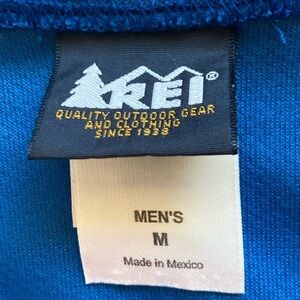 REI®
QUALITY OUTDOOR GEAR
AND CLOTHING
SINCE 1938
MEN'S
M
Made in Mexico